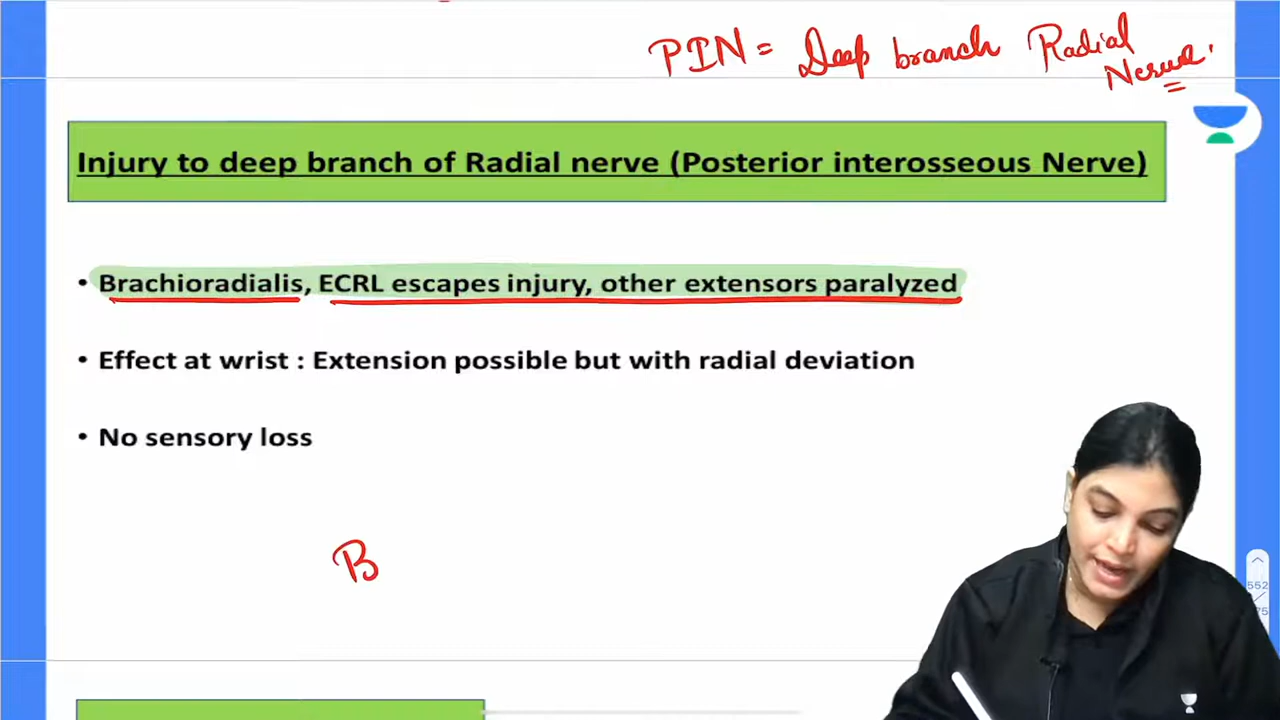 PIN = Deep branch Radial
Nerve.
Injury to deep branch of Radial nerve (Posterior interosseous Nerve)
• Brachioradialis, ECRL escapes injury, other extensors paralyzed
• Effect at wrist : Extension possible but with radial deviation
• No sensory loss
B
552